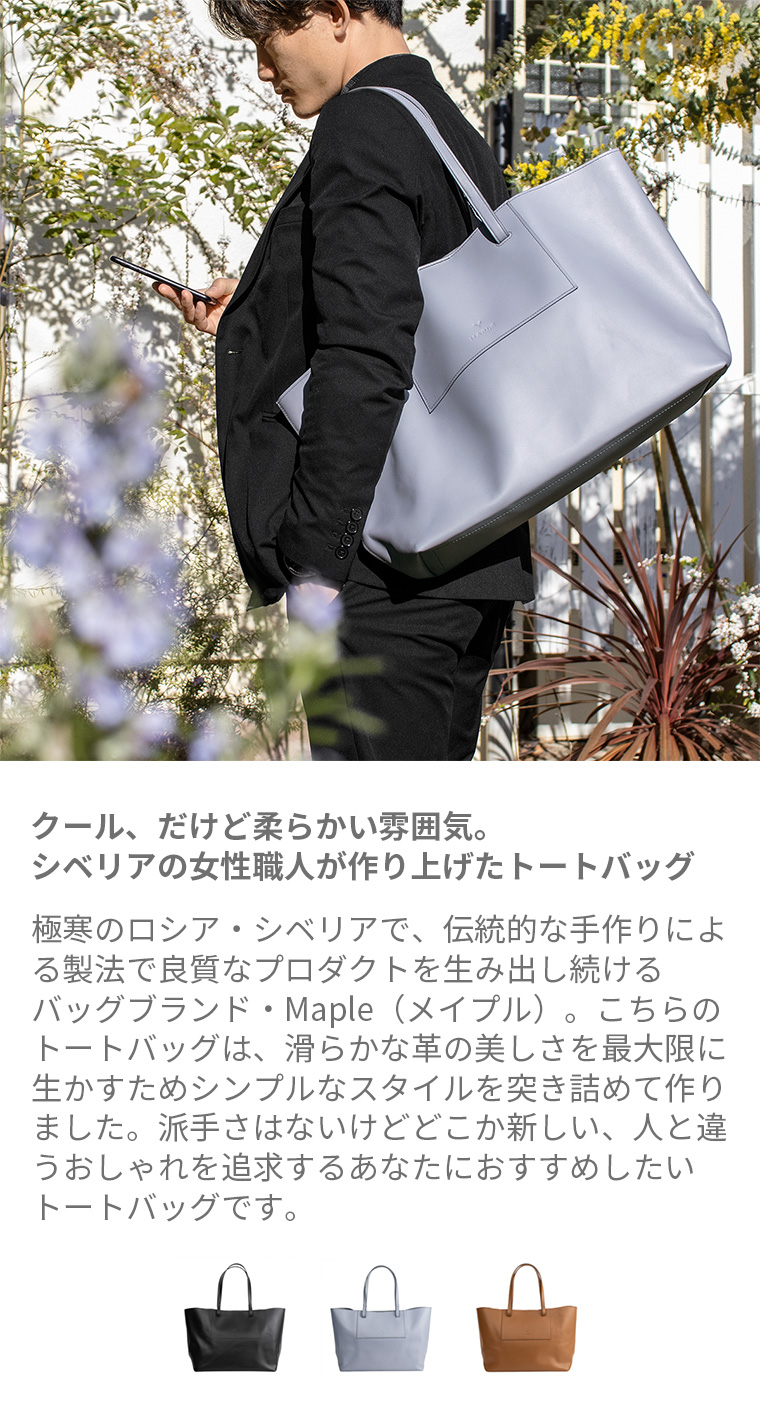 クール、だけど柔らかい雰囲気。
シベリアの女性職人が作り上げたトートバッグ
極寒のロシア・シベリアで、伝統的な手作りによ
る製法で良質なプロダクトを生み出し続ける
バッグブランド・Maple（メイプル）。こちらの
トートバッグは、滑らかな革の美しさを最大限に
生かすためシンプルなスタイルを突き詰めて作り
ました。派手さはないけどどこか新しい、人と違
うおしゃれを追求するあなたにおすすめしたい
トートバッグです。